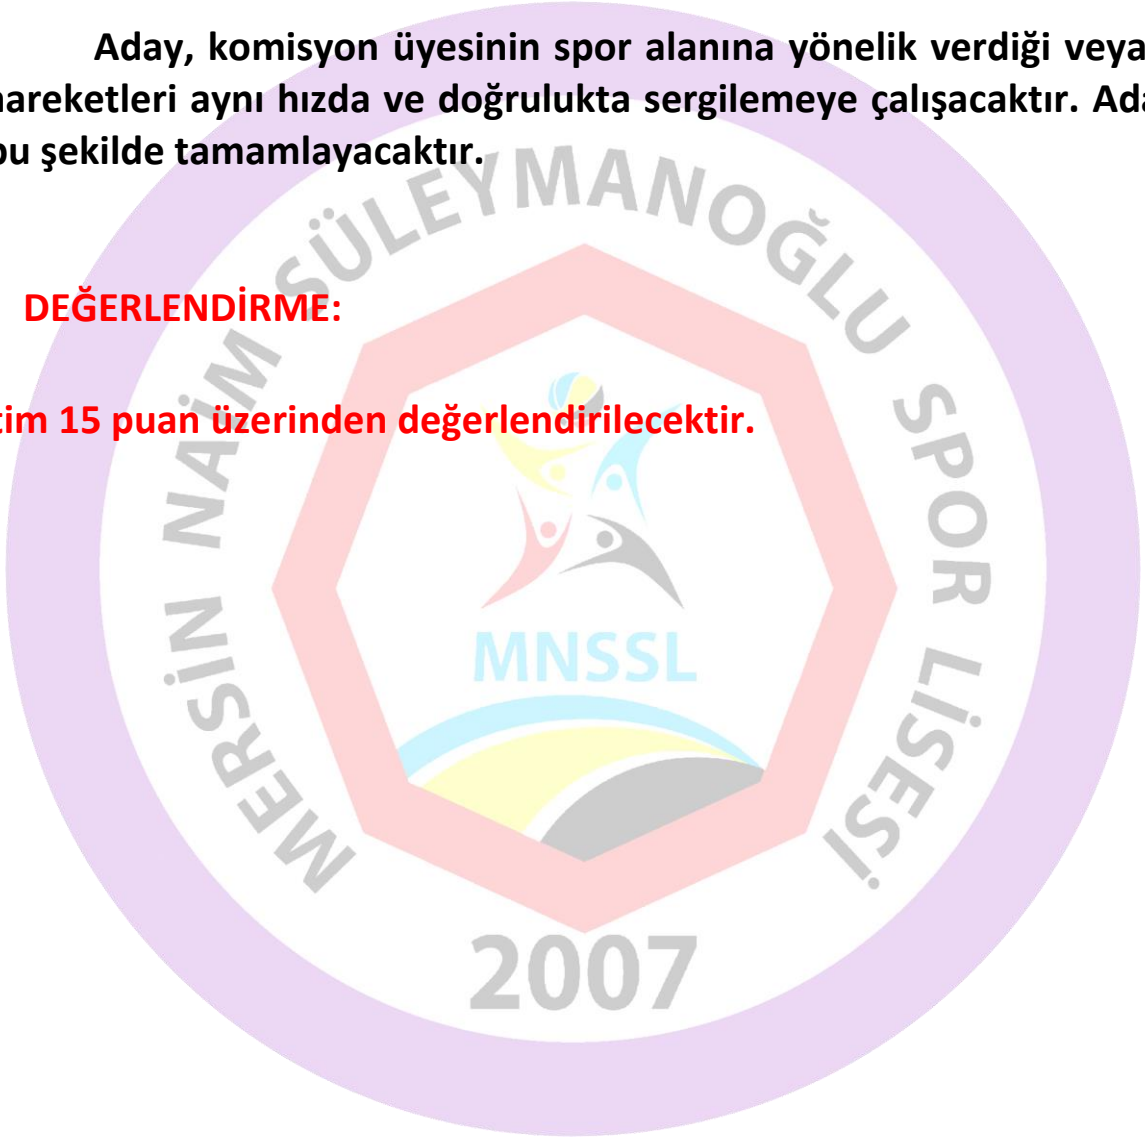 Aday, komisyon üyesinin spor alanına yönelik verdiği veya
hareketleri aynı hızda ve doğrulukta sergilemeye çalışacaktır. Ada
bu şekilde tamamlayacaktır.
DEĞERLENDİRME:
tim 15 puan üzerinden değerlendirilecektir.
MERSİN NAİM SÜLEYMANOĞLU SPOR LİSESİ
MNSSL
2007